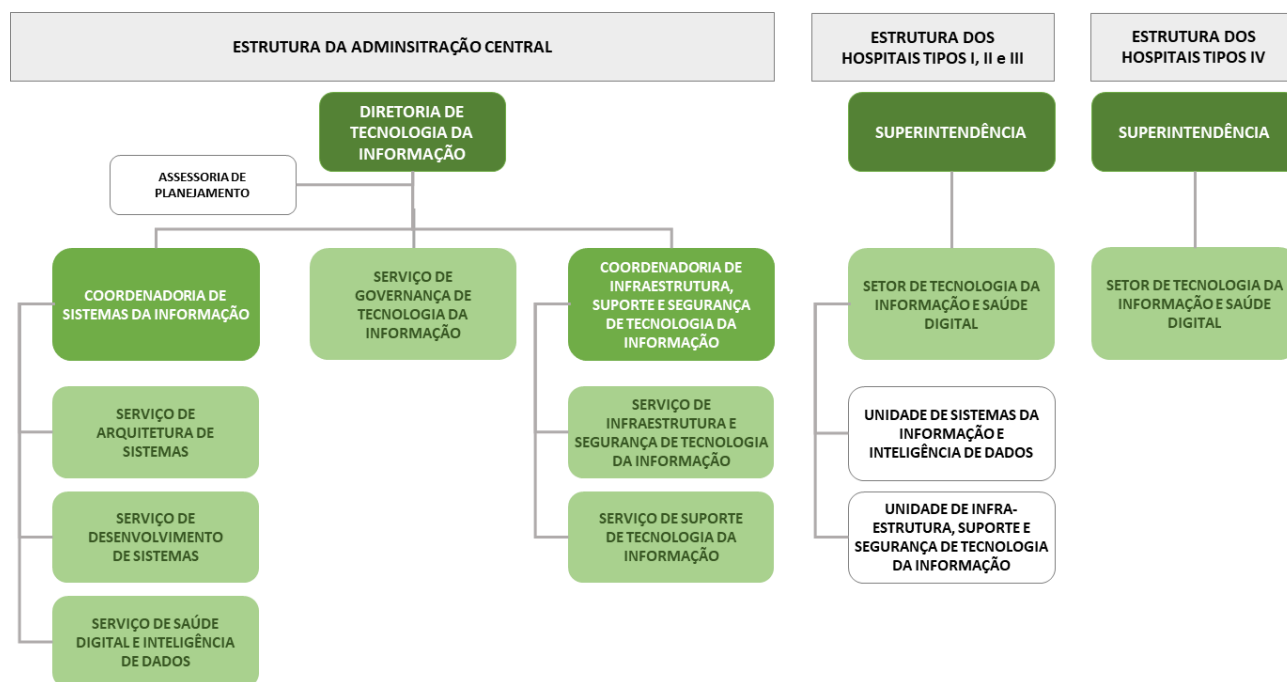 ESTRUTURA DA ADMINSITRAÇÃO CENTRAL
DIRETORIA DE
TECNOLOGIA DA
INFORMAÇÃO
ASSESSORIA DE
PLANEJAMENTO
COORDENADORIA DE
SISTEMAS DA INFORMAÇÃO
SERVIÇO DE
ARQUITETURA DE
SISTEMAS
SERVIÇO DE
DESENVOLVIMENTO
DE SISTEMAS
SERVIÇO DE SAÚDE
DIGITAL E INTELIGÊNCIA
DE DADOS
SERVIÇO DE
GOVERNANÇA DE
TECNOLOGIA DA
INFORMAÇÃO
COORDENADORIA DE
INFRAESTRUTURA,
SUPORTE E SEGURANÇA
DE TECNOLOGIA DA
INFORMAÇÃO
SERVIÇO DE
INFRAESTRUTURA E
SEGURANÇA DE TECNOLOGIA
DA INFORMAÇÃO
SERVIÇO DE SUPORTE
DE TECNOLOGIA DA
INFORMAÇÃO
ESTRUTURA DOS
HOSPITAIS TIPOS I, II e III
SUPERINTENDÊNCIA
SETOR DE TECNOLOGIA DA
INFORMAÇÃO E SAÚDE
DIGITAL
UNIDADE DE SISTEMAS DA
INFORMAÇÃO E
INTELIGÊNCIA DE DADOS
UNIDADE DE INFRA-
ESTRUTURA, SUPORTE E
SEGURANÇA DE TECNOLOGIA
DA INFORMAÇÃO
ESTRUTURA DOS
HOSPITAIS TIPOS IV
SUPERINTENDÊNCIA
SETOR DE TECNOLOGIA DA
INFORMAÇÃO E SAÚDE
DIGITAL